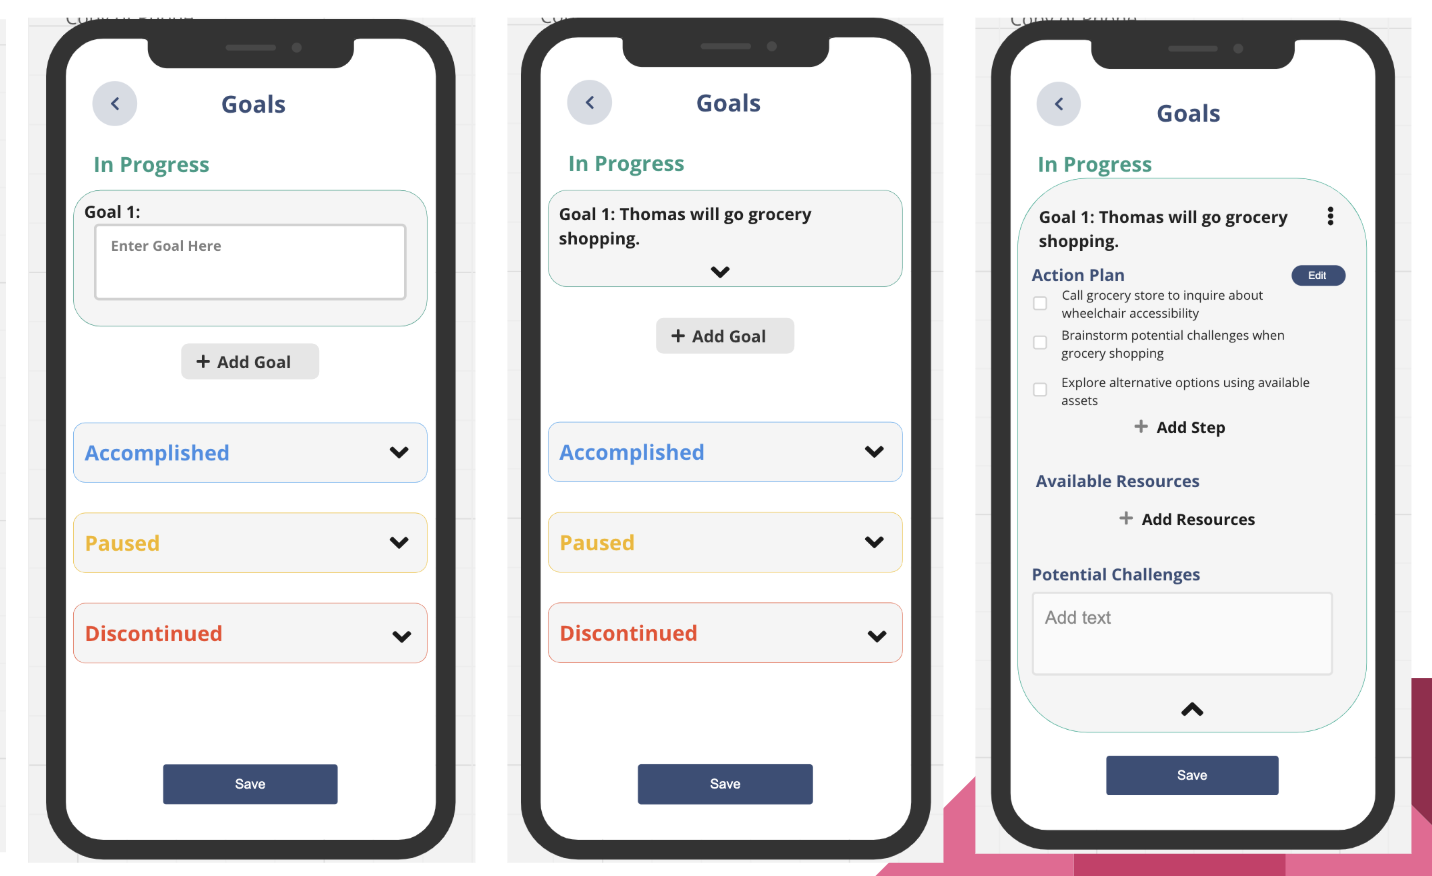 Goals
In Progress
Goal 1:
Enter Goal Here
+ Add Goal
Accomplished
Paused
Discontinued
Save
Goals
In Progress
Goal 1: Thomas will go grocery
shopping.
+ Add Goal
Accomplished
Paused
Discontinued
Save
Copy of Phone
Goals
In Progress
Goal 1: Thomas will go grocery
shopping.
Action Plan
Edit
Call grocery store to inquire about
wheelchair accessibility
Brainstorm potential challenges when
grocery shopping
Explore alternative options using available
assets
+ Add Step
Available Resources
+ Add Resources
Potential Challenges
Add text
Save